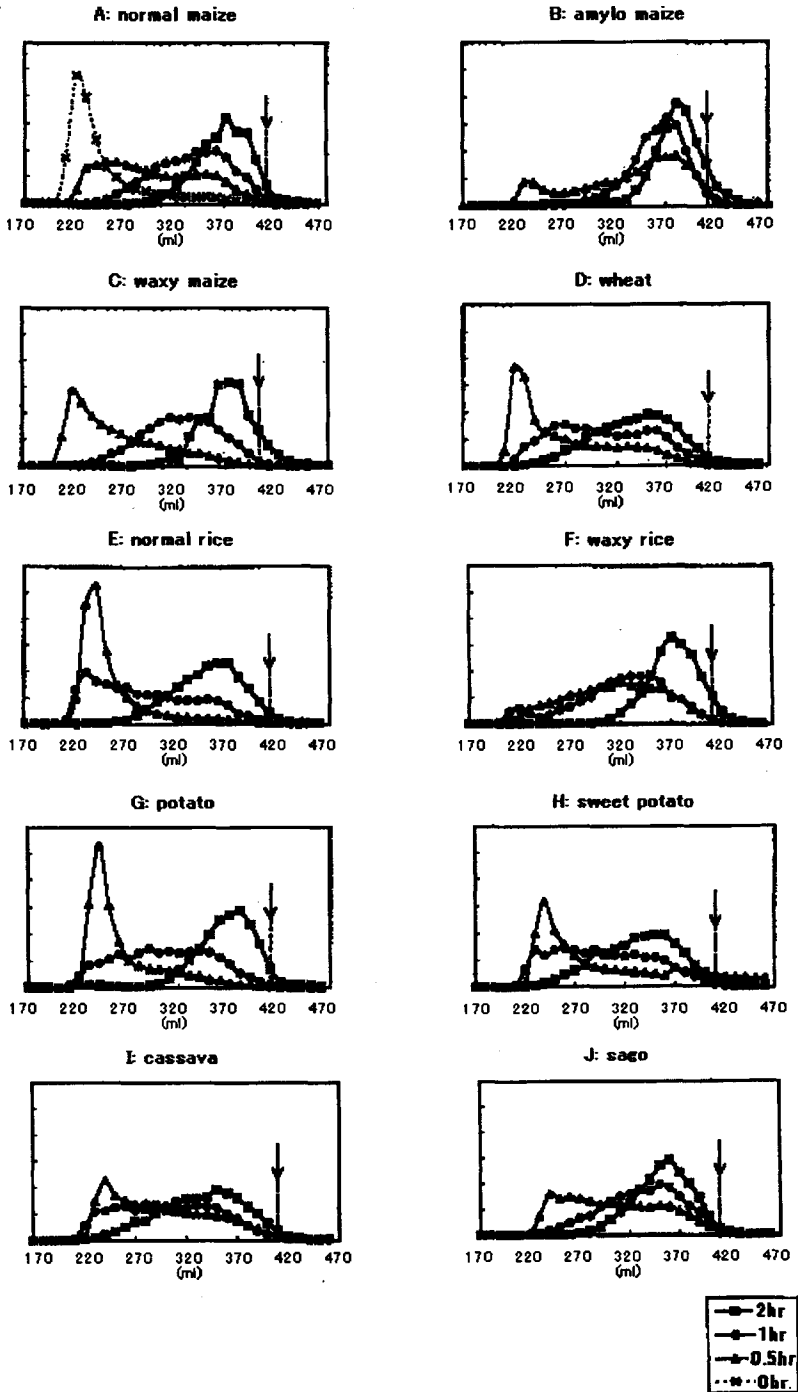 A: normal maize
B: amylo maize
170 220 270 320 370 420 470
(ml)
170 220 270 320 370 420 470
(ml)
C: waxy maize
D: wheat
170 220 270 320 370 420 470
(ml)
170 220 270 320 370 420 470
(ml)
E: normal rice
F: waxy rice
170 220 270 320 370 420 470
(ml)
170 220 270 320 370 420 470
(ml)
G: potato
H: sweet potato
170 220 270 320 370 420 470
(ml)
170 220 270 320 370 420 470
(ml)
I: cassava
J: sago
170 220 270 320 370 420 470
(ml)
170 220 270 320 370 420 470
(ml)
2hr
1hr
0.5hr
0hr.